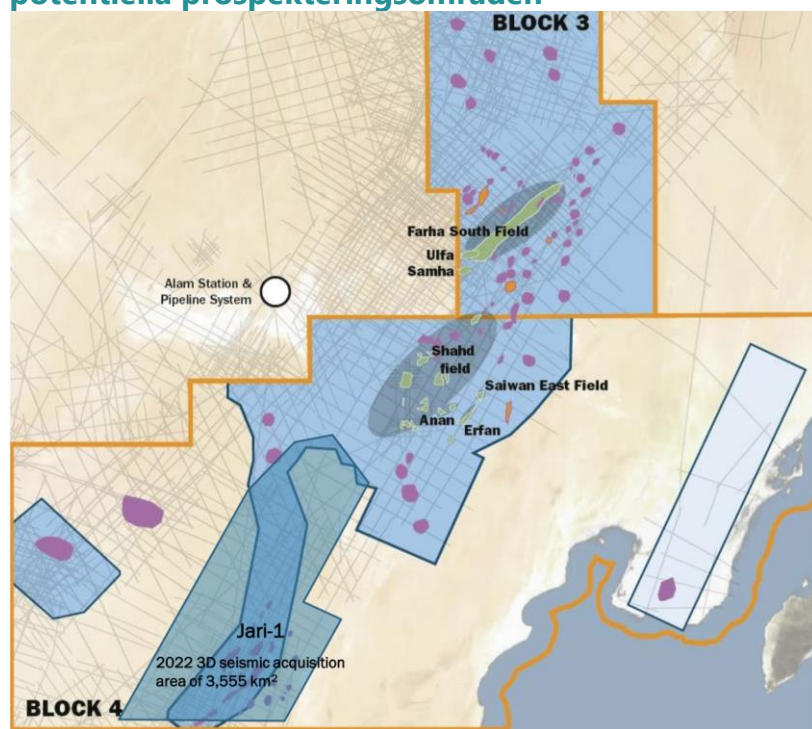 potentiella prospekteringsområden
BLOCK 3
Farha South Field
Ulfa
Samha
Alam Station &
Pipeline System
Shahd
field
Saiwan East Field
Anan
Erfan
Jari-1
2022 3D seismic acquisition
area of 3,555 km²
BLOCK 4